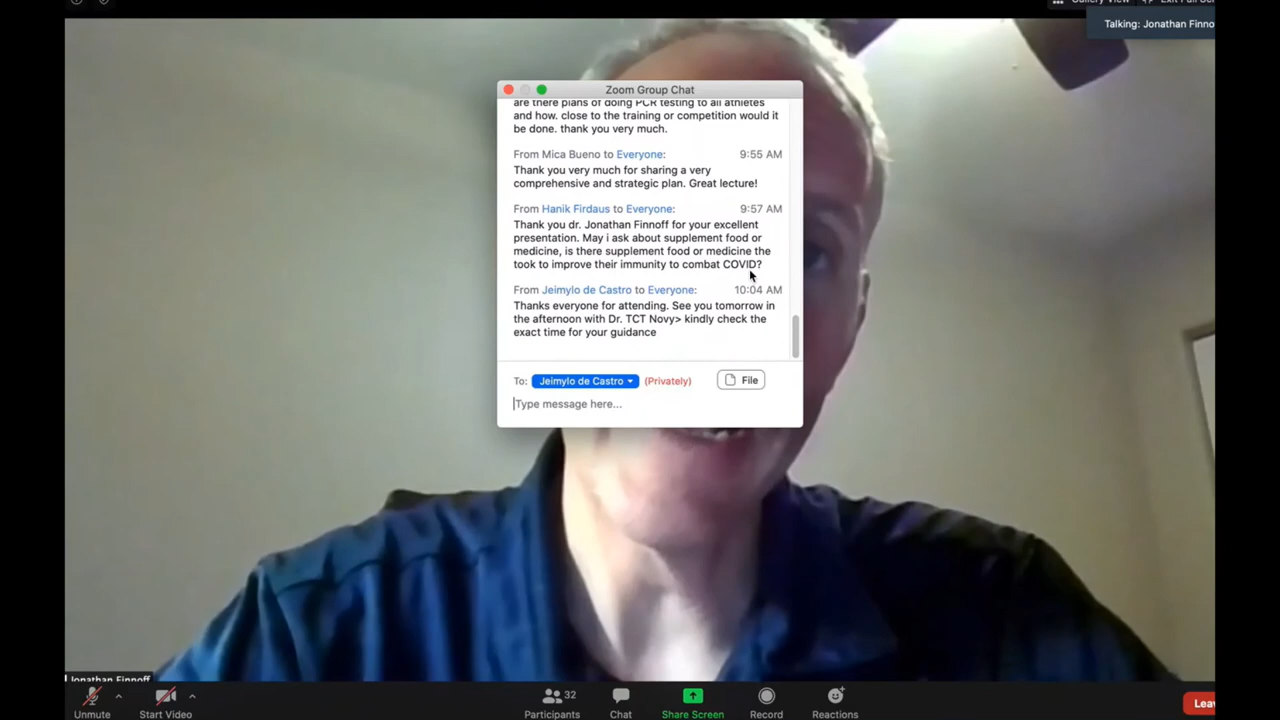 Gallery View
Exit Full Scr
Talking: Jonathan Finno
Zoom Group Chat
are there plans of doing PCR testing to all athletes
and how. close to the training or competition would it
be done. thank you very much.
From Mica Bueno to Everyone: 9:55 AM
Thank you very much for sharing a very
comprehensive and strategic plan. Great lecture!
From Hanik Firdaus to Everyone: 9:57 AM
Thank you dr. Jonathan Finnoff for your excellent
presentation. May i ask about supplement food or
medicine, is there supplement food or medicine the
took to improve their immunity to combat COVID?
From Jeimylo de Castro to Everyone: 10:04 AM
Thanks everyone for attending. See you tomorrow in
the afternoon with Dr. TCT Novy> kindly check the
exact time for your guidance
To: Jeimylo de Castro (Privately) File
Type message here...
Jonathan Finnoff
Unmute
Start Video
32
Participants
Chat
Share Screen
Record
Reactions
Leav